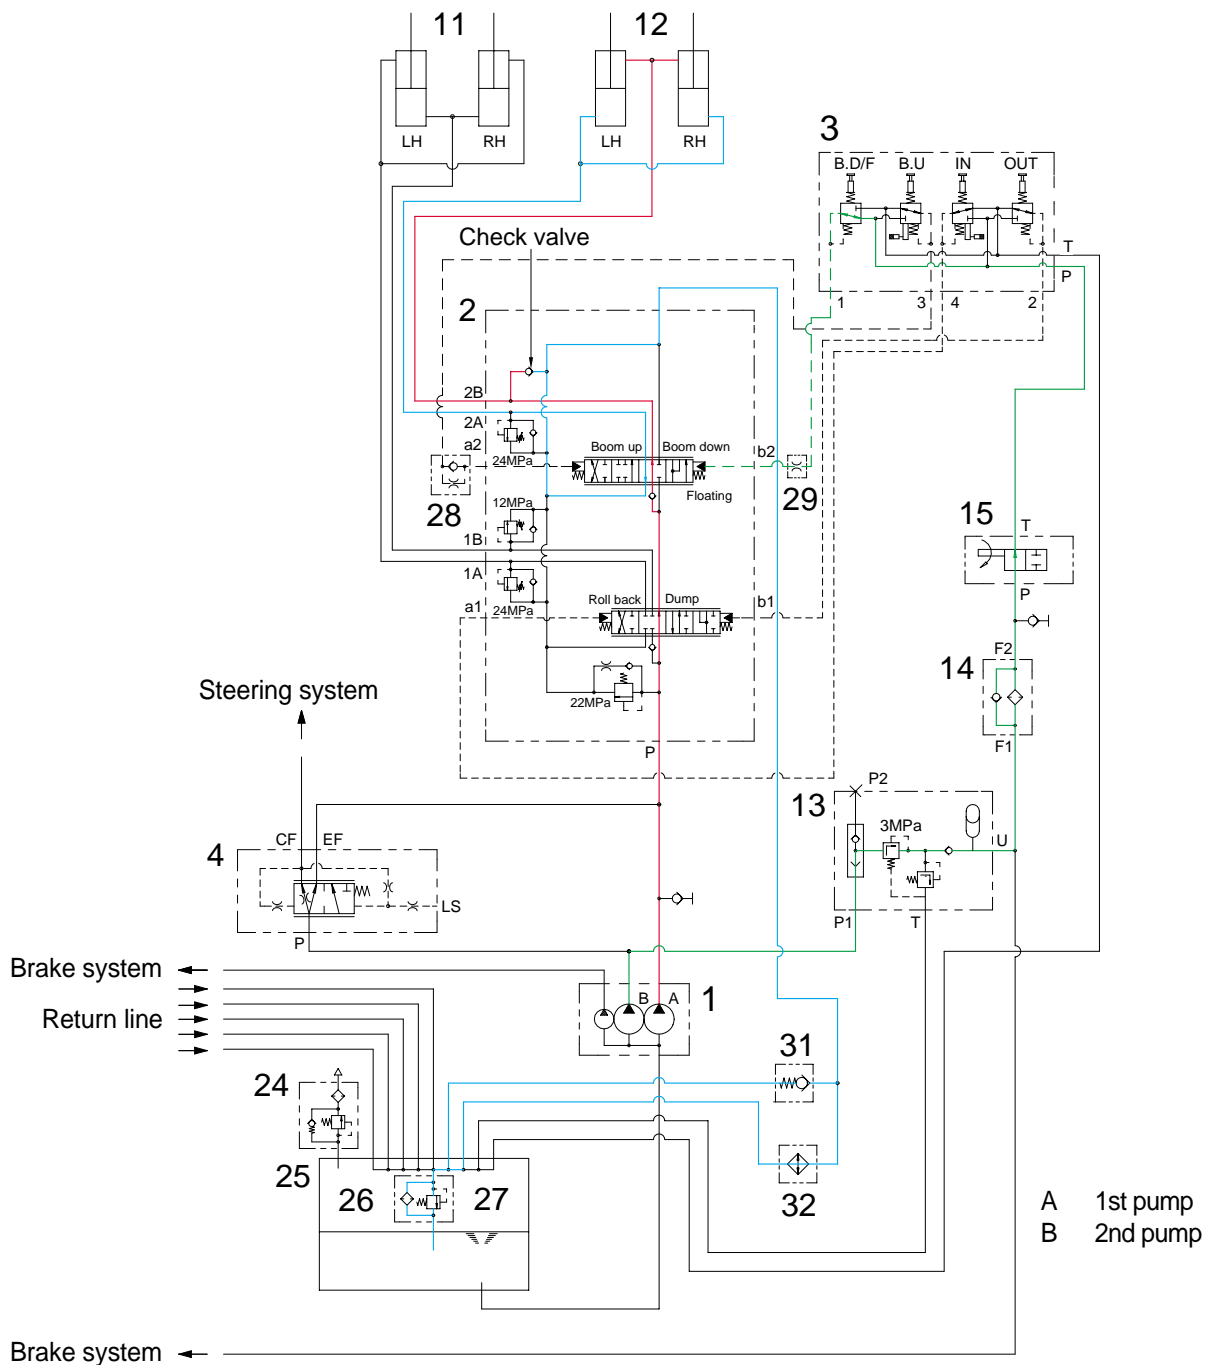 11
12
LH
RH
LH
RH
3
B.D/F
B.U
IN
OUT
T
P
1
3
4
2
Check valve
2
2B
2A
a2
24MPa
Boom up
Boom down
b2
Floating
28
29
12MPa
1B
1A
a1
24MPa
Roll back
Dump
b1
22MPa
P
15
T
P
14
F2
F1
Steering system
13
P2
3MPa
U
P1
T
4
CF
EF
LS
P
Brake system
Return line
1
B
A
31
32
24
25
26
27
A 1st pump
B 2nd pump
Brake system